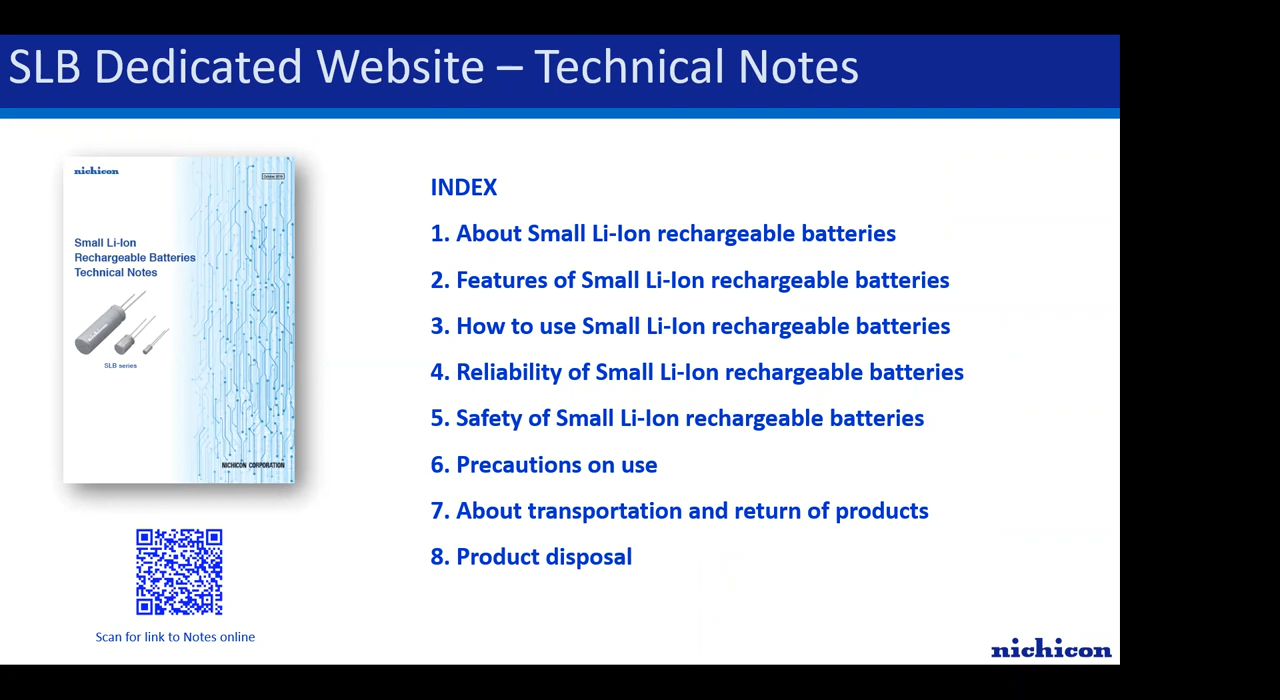 SLB Dedicated Website – Technical Notes
nichicon
Small Li-Ion
Rechargeable Batteries
Technical Notes
SLB series
NICHICON CORPORATION
Scan for link to Notes online
INDEX
1. About Small Li-Ion rechargeable batteries
2. Features of Small Li-Ion rechargeable batteries
3. How to use Small Li-Ion rechargeable batteries
4. Reliability of Small Li-Ion rechargeable batteries
5. Safety of Small Li-Ion rechargeable batteries
6. Precautions on use
7. About transportation and return of products
8. Product disposal
nichicon